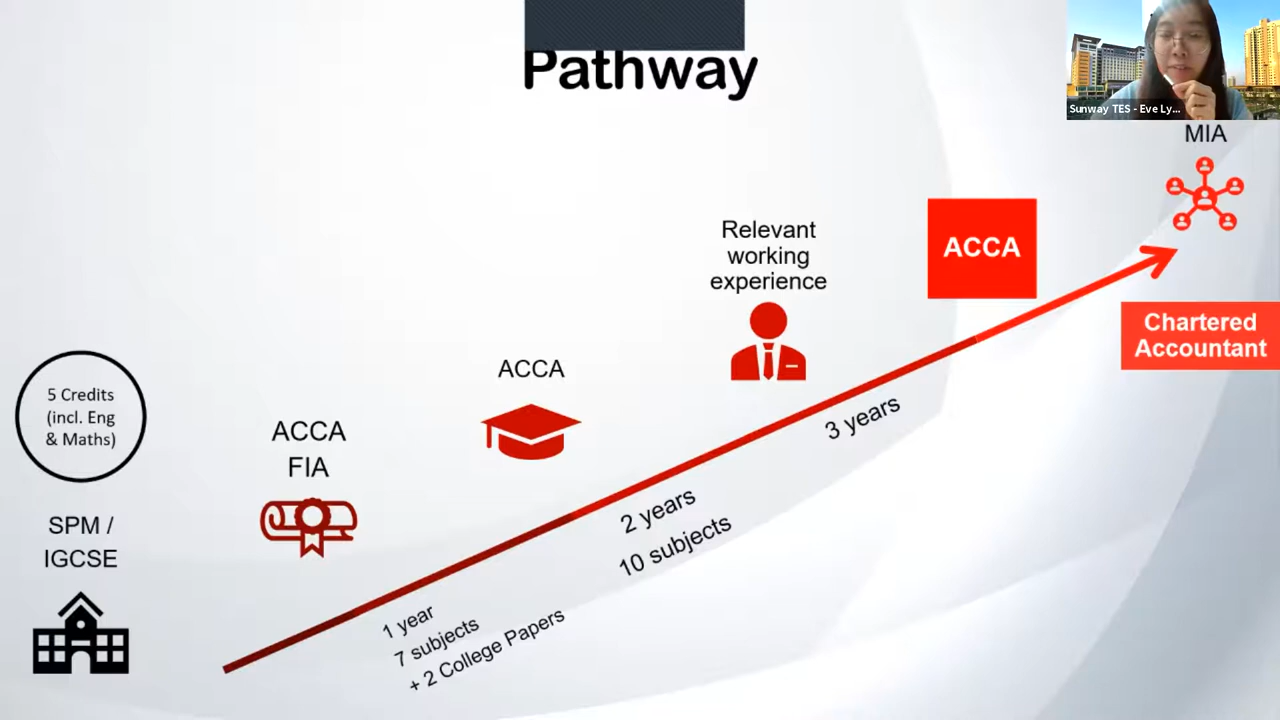 Pathway
Sunway TES - Eve Ly...
MIA
Relevant
working
experience
ACCA
Chartered
Accountant
ACCA
3 years
5 Credits
(incl. Eng
& Maths)
ACCA
FIA
2 years
10 subjects
SPM /
IGCSE
1 year
7 subjects
+ 2 College Papers